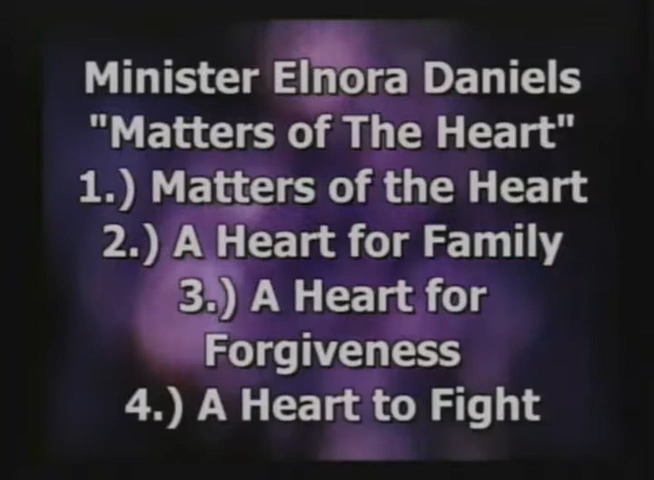 Minister Elnora Daniels
"Matters of The Heart"
1.) Matters of the Heart
2.) A Heart for Family
3.) A Heart for
Forgiveness
4.) A Heart to Fight